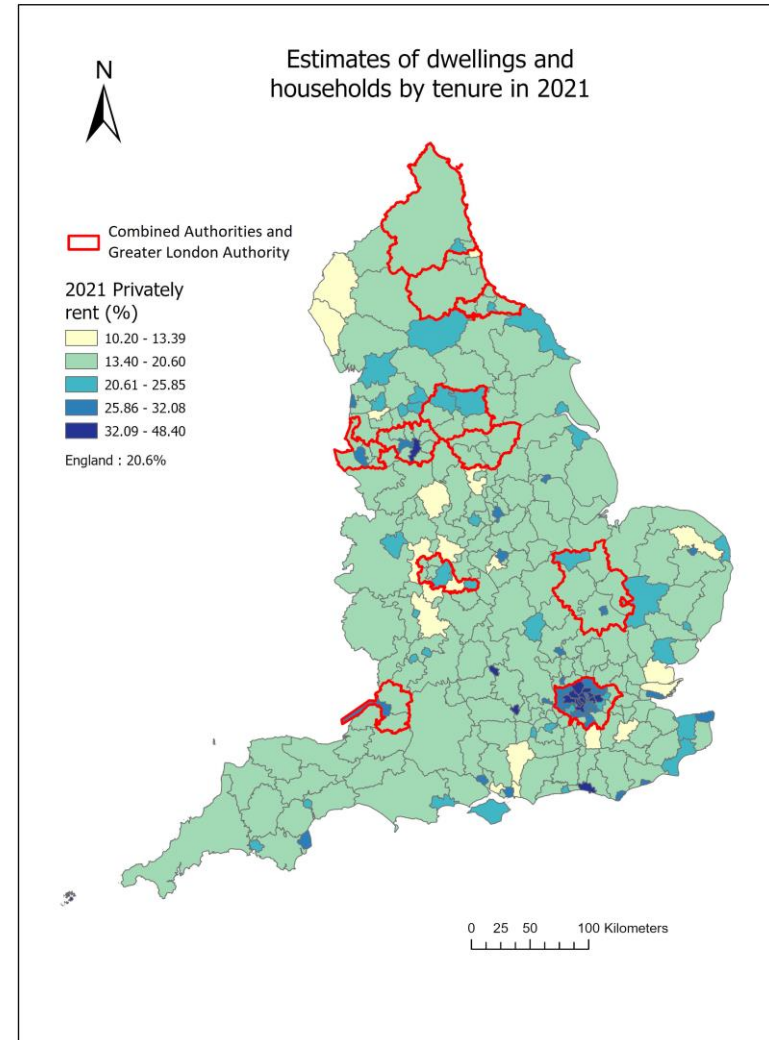 Estimates of dwellings and
households by tenure in 2021
N
Combined Authorities and
Greater London Authority
2021 Privately
rent (%)
10.20 - 13.39
13.40 - 20.60
20.61 - 25.85
25.86 - 32.08
32.09 - 48.40
England : 20.6%
0 25 50 100 Kilometers